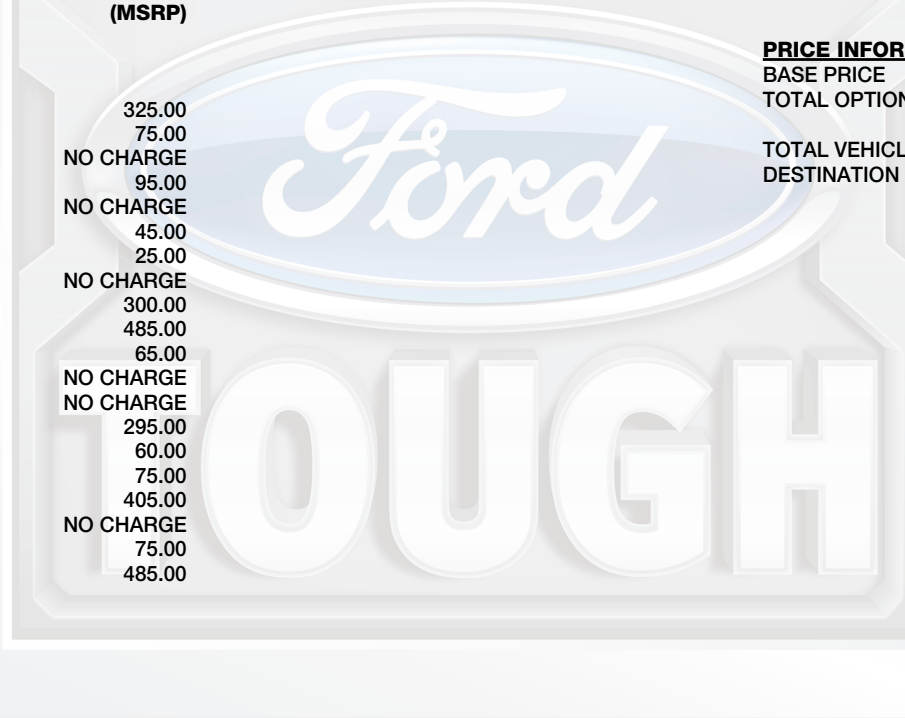 (MSRP)
325.00
75.00
NO CHARGE
95.00
NO CHARGE
45.00
25.00
NO CHARGE
300.00
485.00
65.00
NO CHARGE
NO CHARGE
295.00
60.00
75.00
405.00
NO CHARGE
75.00
485.00
PRICE INFOR
BASE PRICE
TOTAL OPTION
TOTAL VEHICL
DESTINATION
Ford
TOUGH